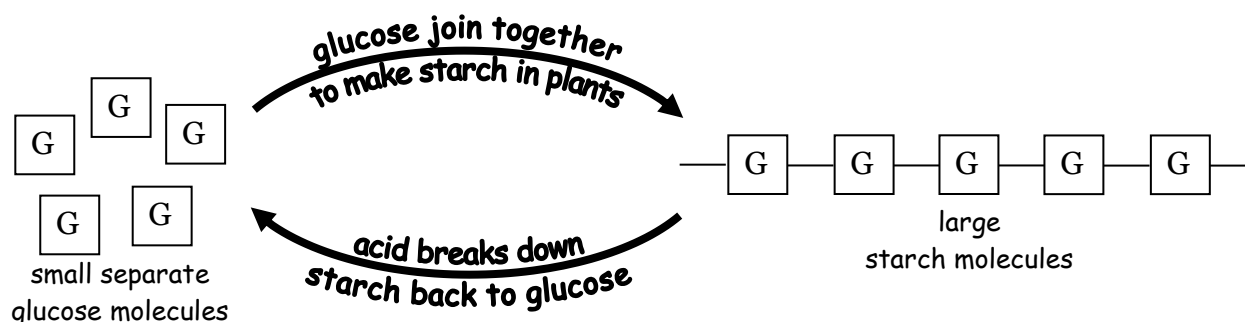 glucose join together
to make starch in plants
G
G
G
G
G
small separate
glucose molecules
acid breaks down
starch back to glucose
G G G G G
large
starch molecules